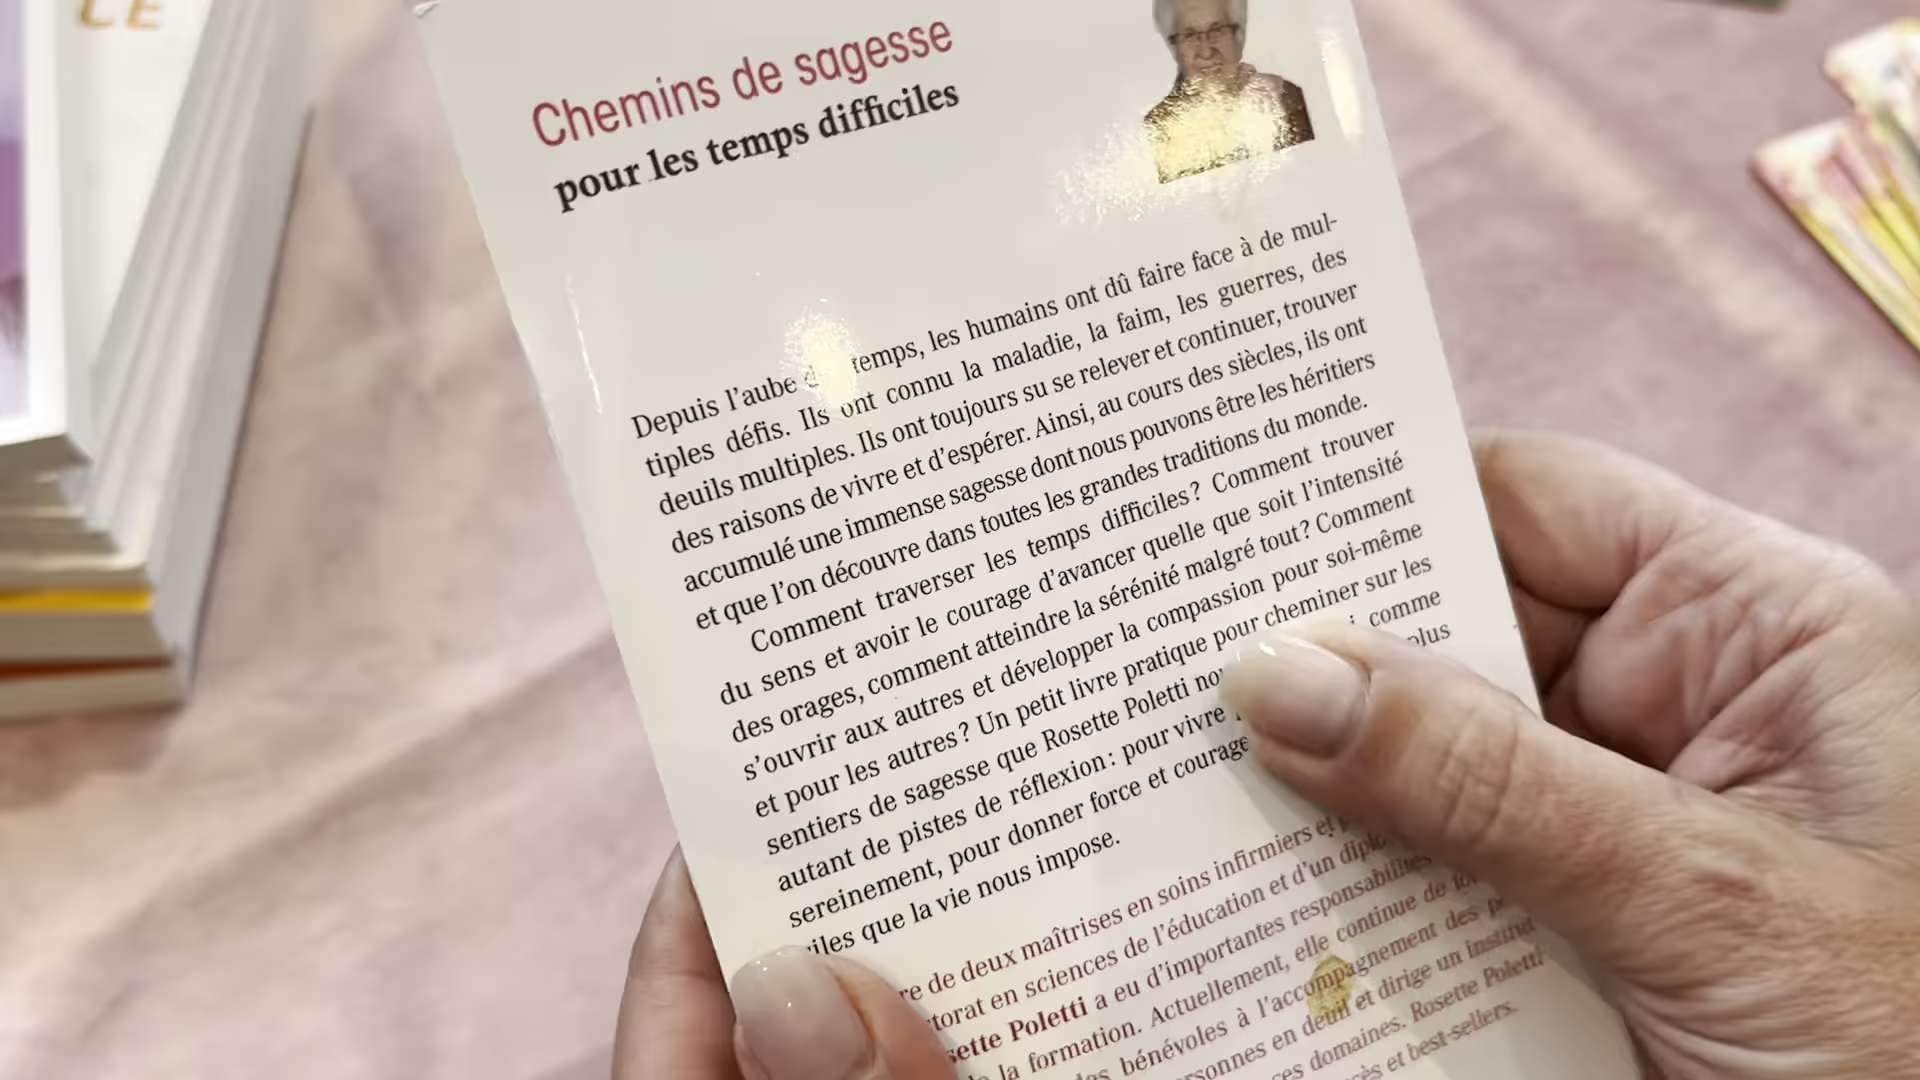 CE
Chemins de sagesse
pour les temps difficiles
Depuis l'aube temps, les humains ont dû faire face à de mul-
tiples défis. Ils ont connu la maladie, la faim, les guerres, des
deuils multiples. Ils ont toujours su se relever et continuer, trouver
des raisons de vivre et d'espérer. Ainsi, au cours des siècles, ils ont
accumulé une immense sagesse dont nous pouvons être les héritiers
et que l'on découvre dans toutes les grandes traditions du monde.
Comment traverser les temps difficiles? Comment trouver
du sens et avoir le courage d'avancer quelle que soit l'intensité
des orages, comment atteindre la sérénité malgré tout? Comment
s'ouvrir aux autres et développer la compassion pour soi-même
et pour les autres? Un petit livre pratique pour cheminer sur les
sentiers de sagesse que Rosette Poletti comme
autant de pistes de réflexion: pour vivre plus
sereinement, pour donner force et courage
que la vie nous impose.
de deux maîtrises en soins infirmiers et
en sciences de l'éducation et d'un
Poletti a eu d'importantes responsabilités
la formation. Actuellement, elle continue de
bénévoles à l'accompagnement des
en deuil et dirige un institut
domaines. Rosette Poletti
et best-sellers.